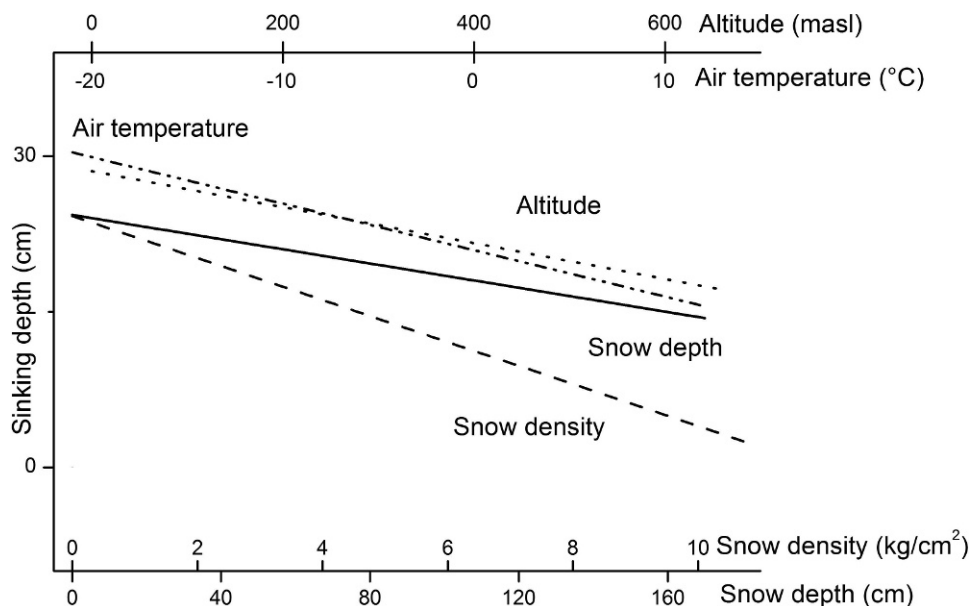 0 200 400 600 Altitude (masl)
-20 -10 0 10 Air temperature (°C)
Air temperature
30
Altitude
Sinking depth (cm)
Snow depth
Snow density
0
0 2 4 6 8 10 Snow density (kg/cm²)
0 40 80 120 160 Snow depth (cm)